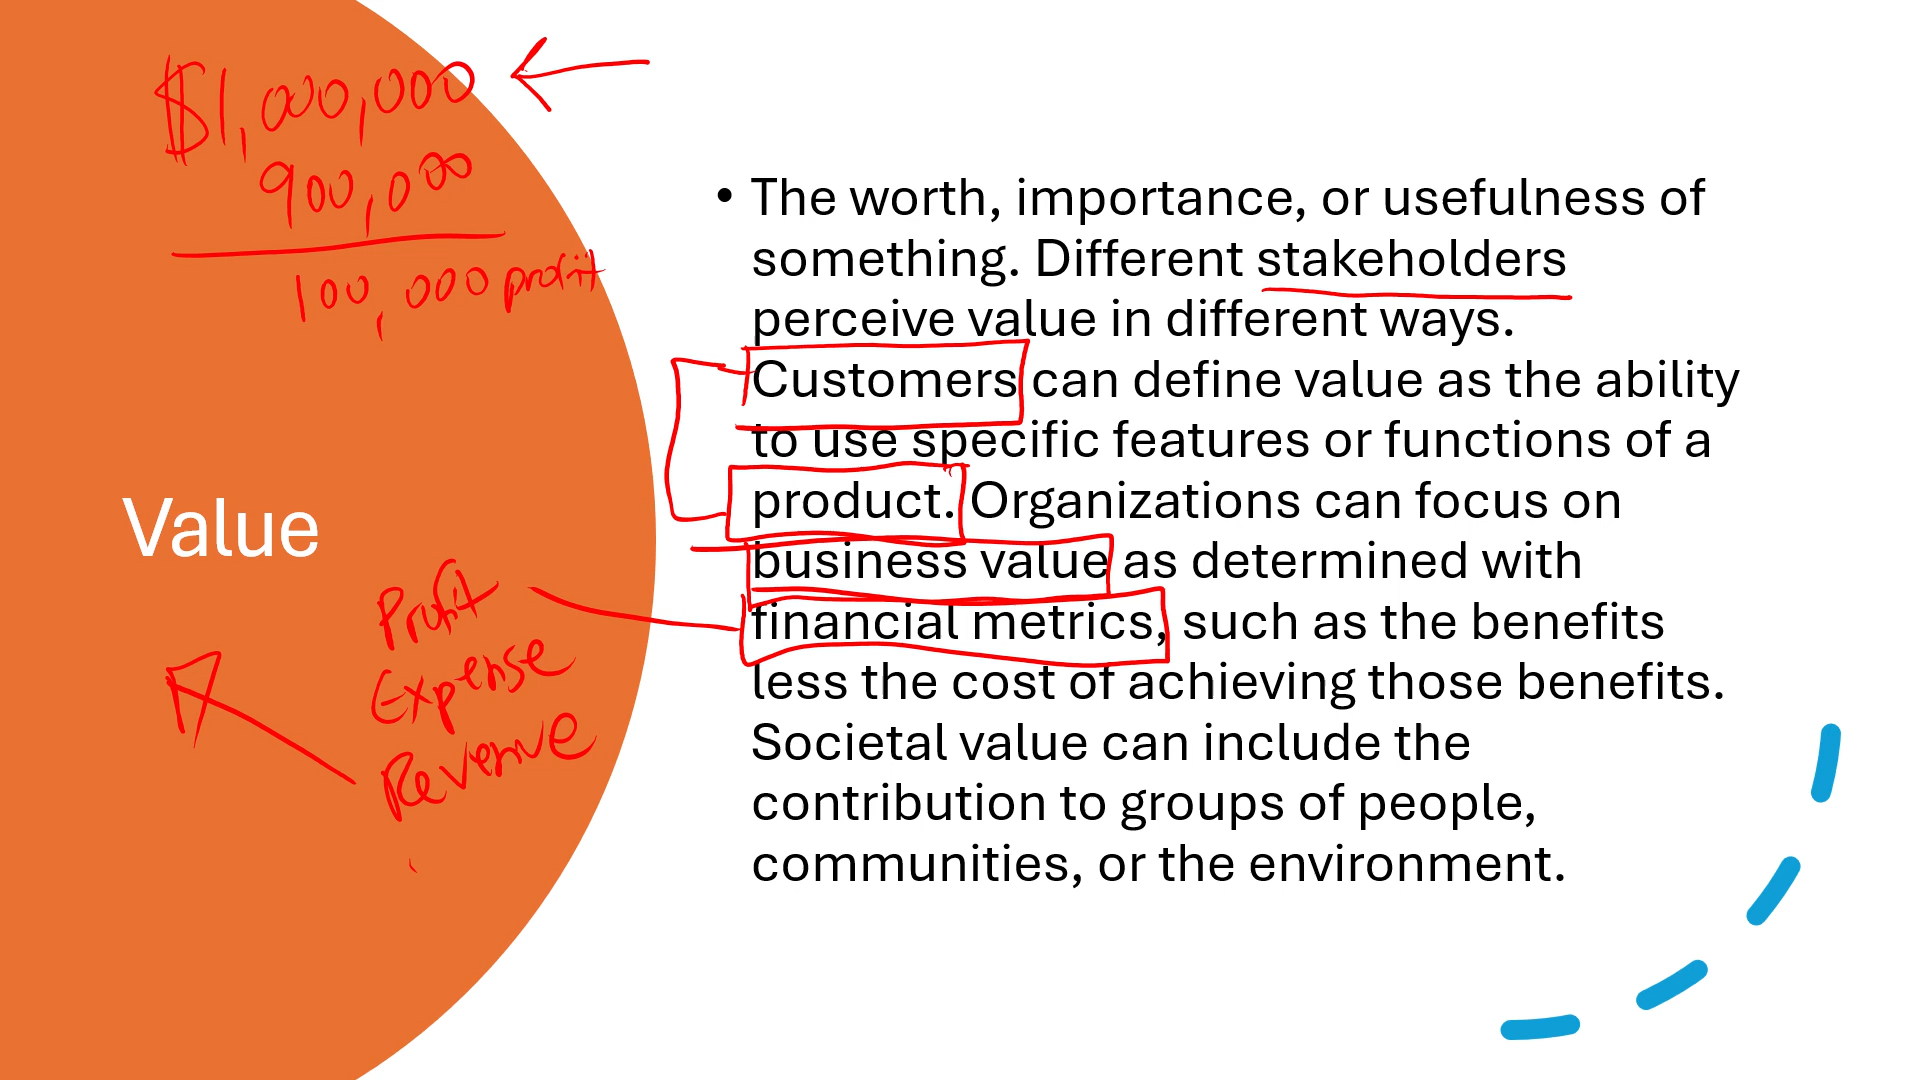 $1,000,000
900,000
100,000 profit
Value
Profit
Expense
Revenue
• The worth, importance, or usefulness of
something. Different stakeholders
perceive value in different ways.
Customers can define value as the ability
to use specific features or functions of a
product. Organizations can focus on
business value as determined with
financial metrics, such as the benefits
less the cost of achieving those benefits.
Societal value can include the
contribution to groups of people,
communities, or the environment.